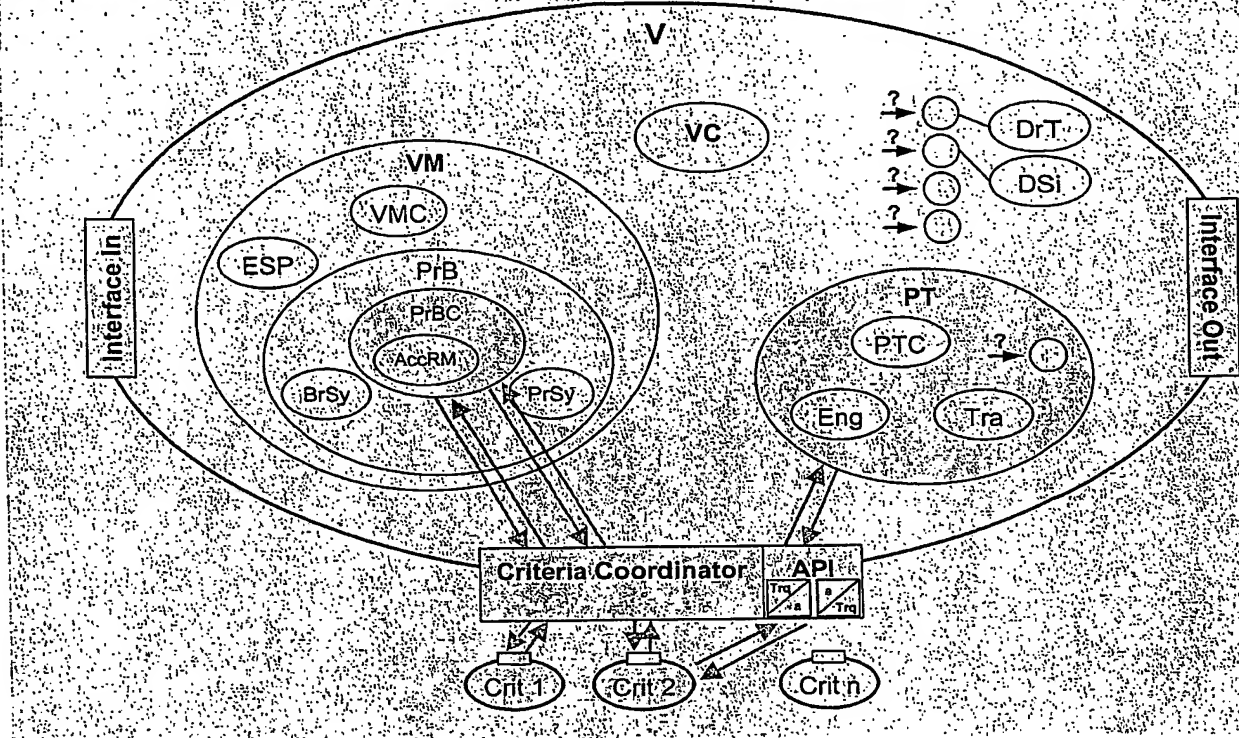 V
VC
?
?
?
?
DrT
DSi
VM
VMC
ESP
PrB
PrBC
AccRM
BrSy
PrSy
Interface In
Interface Out
PT
PTC
?
Eng
Tra
Criteria Coordinator
API
Trq
a
a
Trq
Crit 1
Crit 2
Crit n